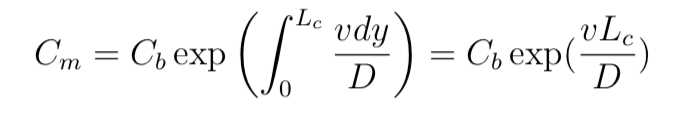 $C_m = C_b \exp \left( \int_0^{L_c} \frac{v dy}{D} \right) = C_b \exp(\frac{v L_c}{D})$